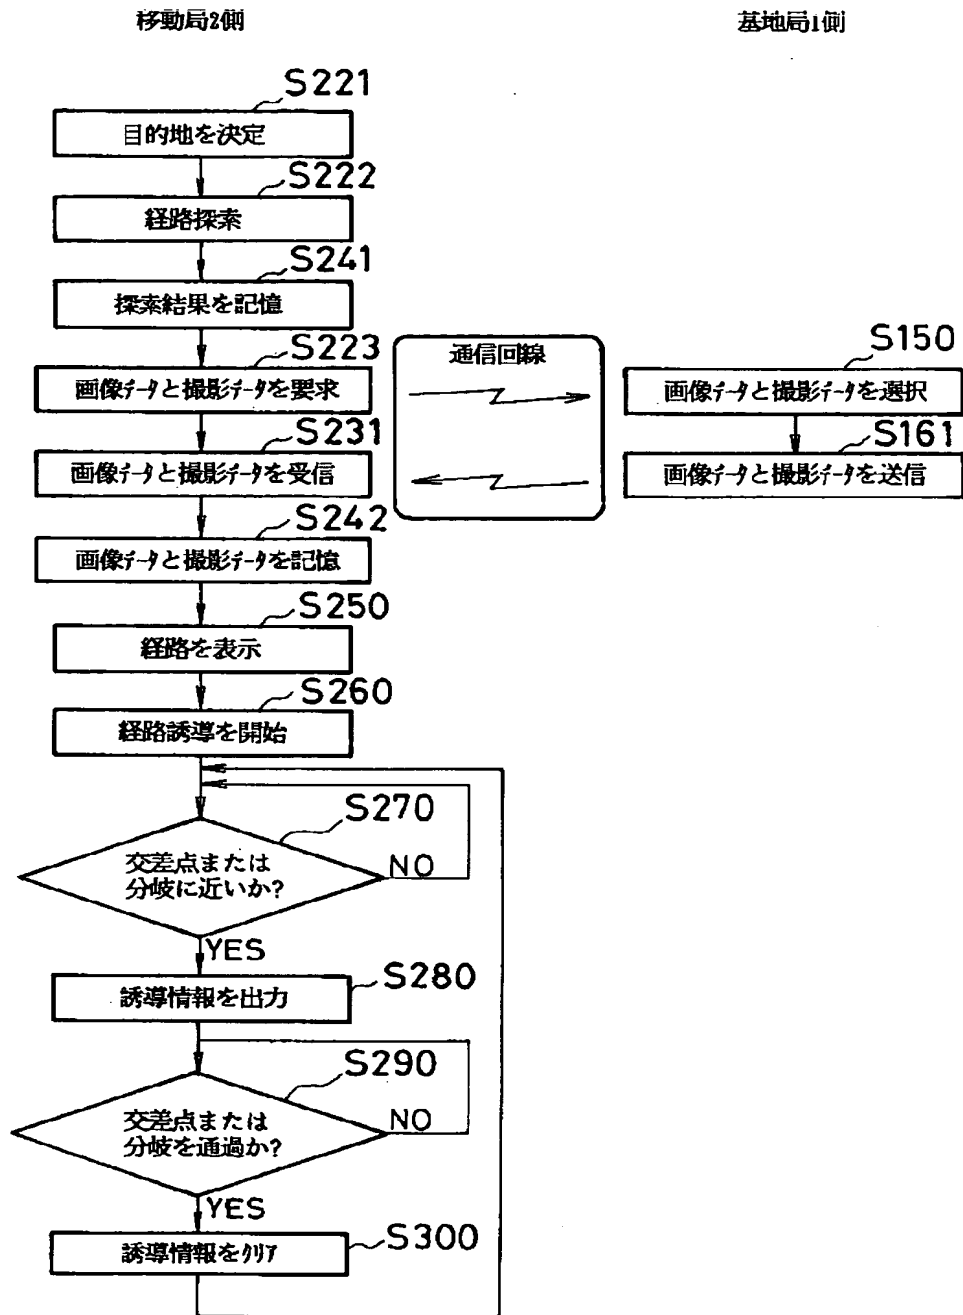 移動局2側
基地局1側
S221
目的地を決定
S222
経路探索
S241
探索結果を記憶
S223
画像データと撮影データを要求
S231
画像データと撮影データを受信
S242
画像データと撮影データを記憶
通信回線
S150
画像データと撮影データを選択
S161
画像データと撮影データを送信
S250
経路を表示
S260
経路誘導を開始
S270
交差点または
分岐に近いか?
NO
YES
S280
誘導情報を出力
S290
交差点または
分岐を通過か?
NO
YES
S300
誘導情報をクリア